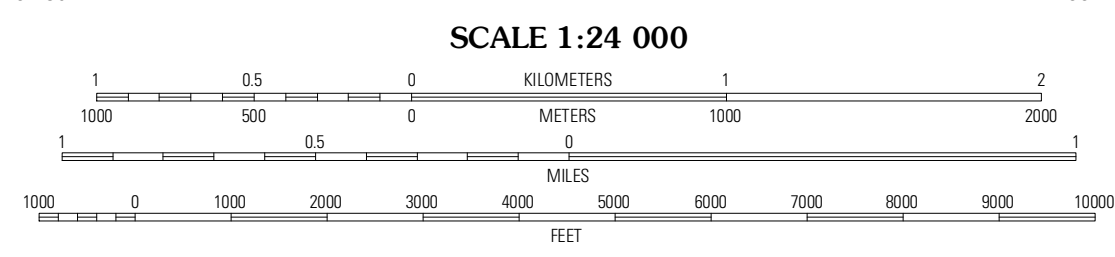 SCALE 1:24 000
1 0.5 0 KILOMETERS 1 2
1000 500 0 METERS 1000 2000
1 0.5 0 1
MILES
1000 0 1000 2000 3000 4000 5000 6000 7000 8000 9000 10000
FEET